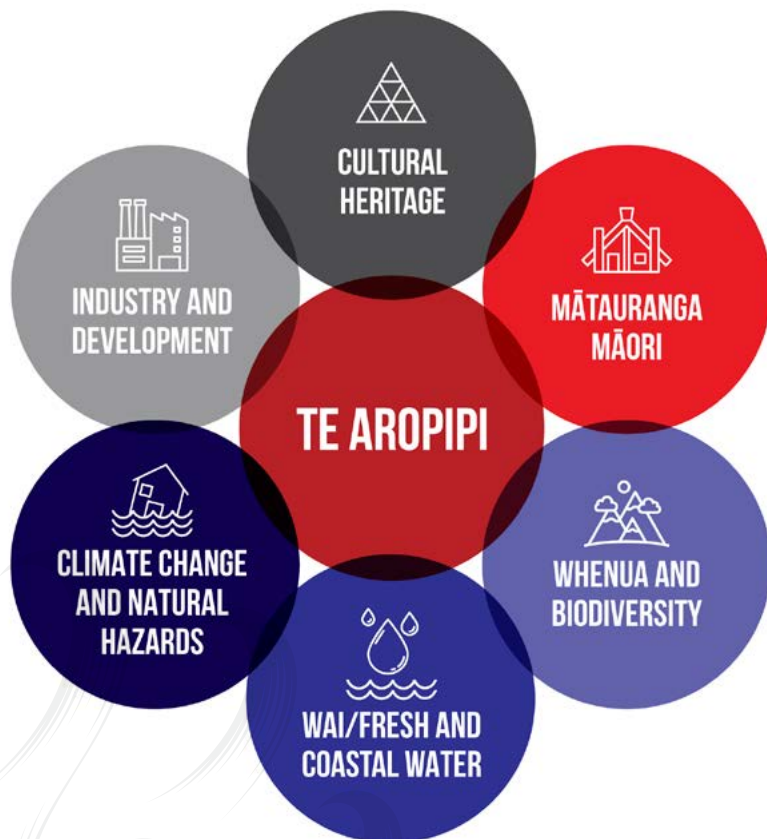 CULTURAL
HERITAGE
INDUSTRY AND
DEVELOPMENT
MĀTAURANGA
MĀORI
TE AROPIPI
CLIMATE CHANGE
AND NATURAL
HAZARDS
WHENUA AND
BIODIVERSITY
WAI/FRESH AND
COASTAL WATER